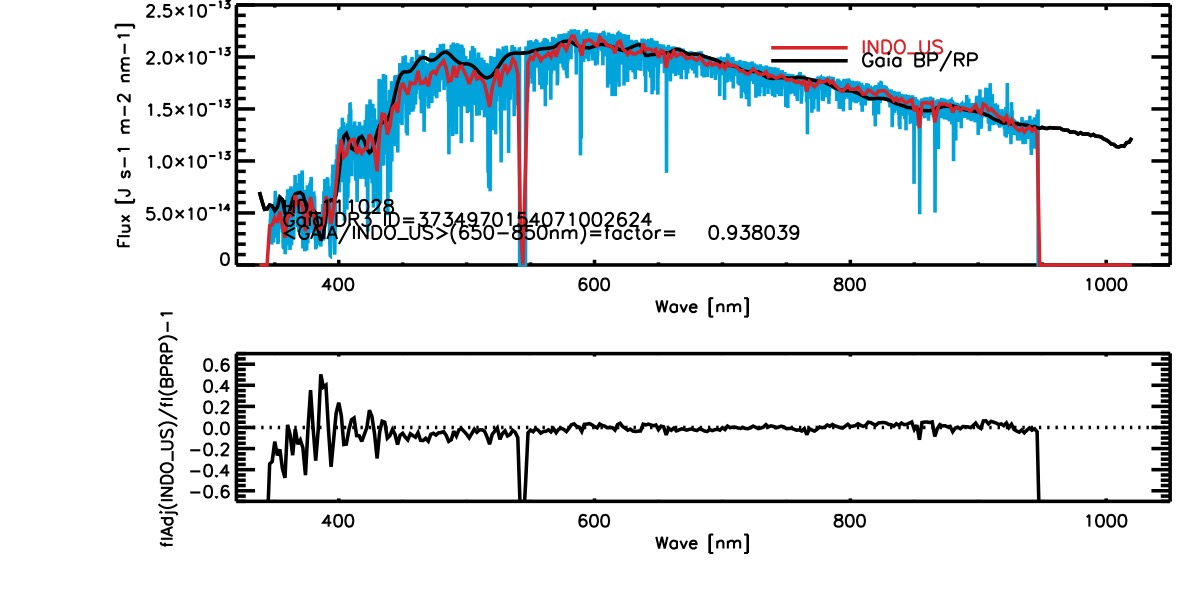 2.5×10−13
2.0×10−13
1.5×10−13
1.0×10−13
5.0×10−14
0
Flux [J s−1 m−2 nm−1]
INDO_US
Gaia BP/RP
HD_111028
Gaia DR3 ID=3734970154071002624
<GAIA/INDO_US>(650−850nm)=factor= 0.938039
400 600 800 1000
Wave [nm]
flAdj(INDO_US)/fl(BPRP)−1
0.6
0.4
0.2
0.0
−0.2
−0.4
−0.6
400 600 800 1000
Wave [nm]